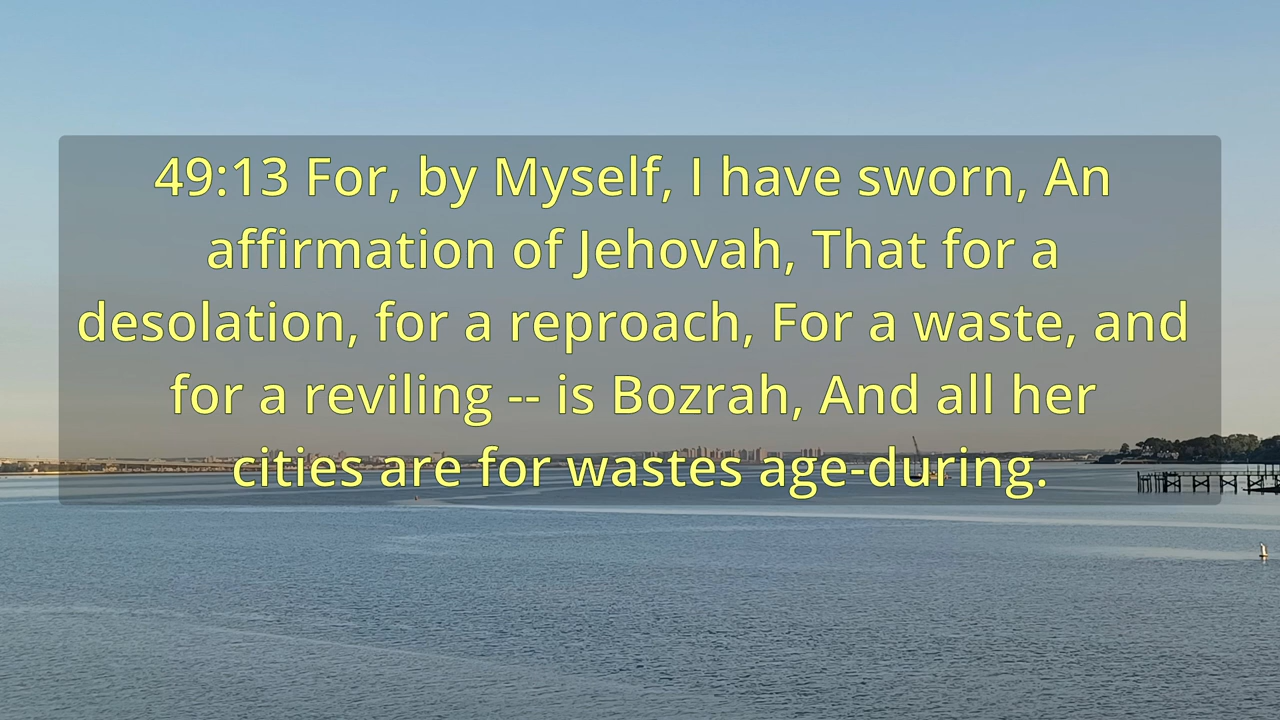 49:13 For, by Myself, I have sworn, An
affirmation of Jehovah, That for a
desolation, for a reproach, For a waste, and
for a reviling -- is Bozrah, And all her
cities are for wastes age-during.